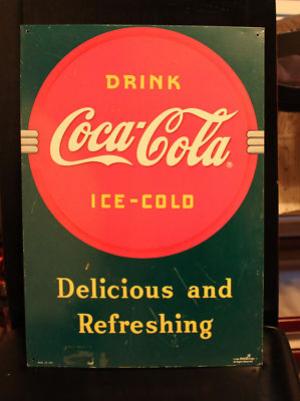 DRINK
Coca-Cola
®
ICE-COLD
Delicious and
Refreshing